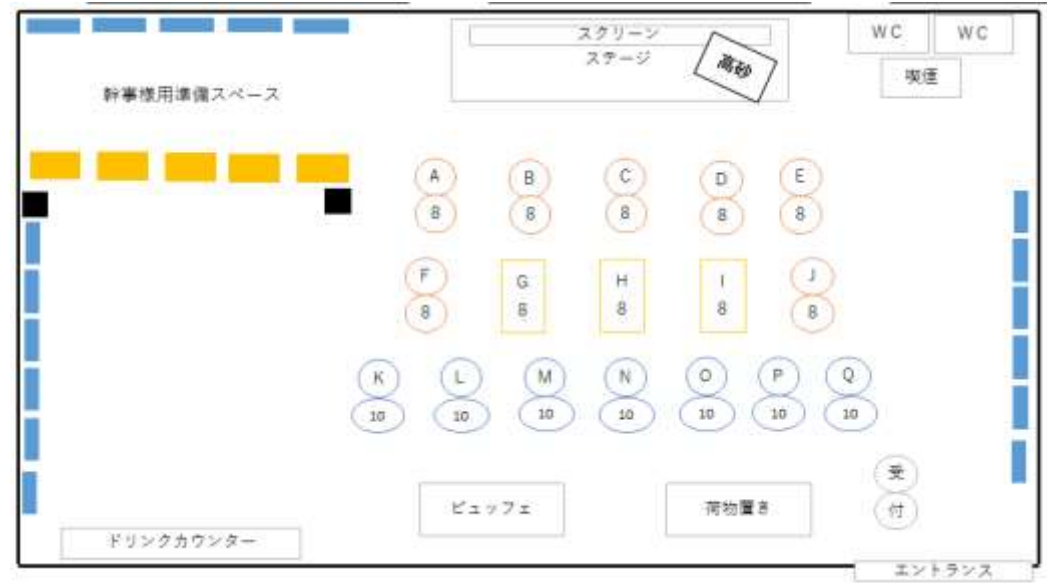 スクリーン
ステージ
高砂
WC
WC
喫煙
幹事様用準備スペース
A
B
C
D
E
8
8
8
8
8
F
G
H
I
J
8
8
8
8
8
K
L
M
N
O
P
Q
10
10
10
10
10
10
10
受
付
ビュッフェ
荷物置き
ドリンクカウンター
エントランス